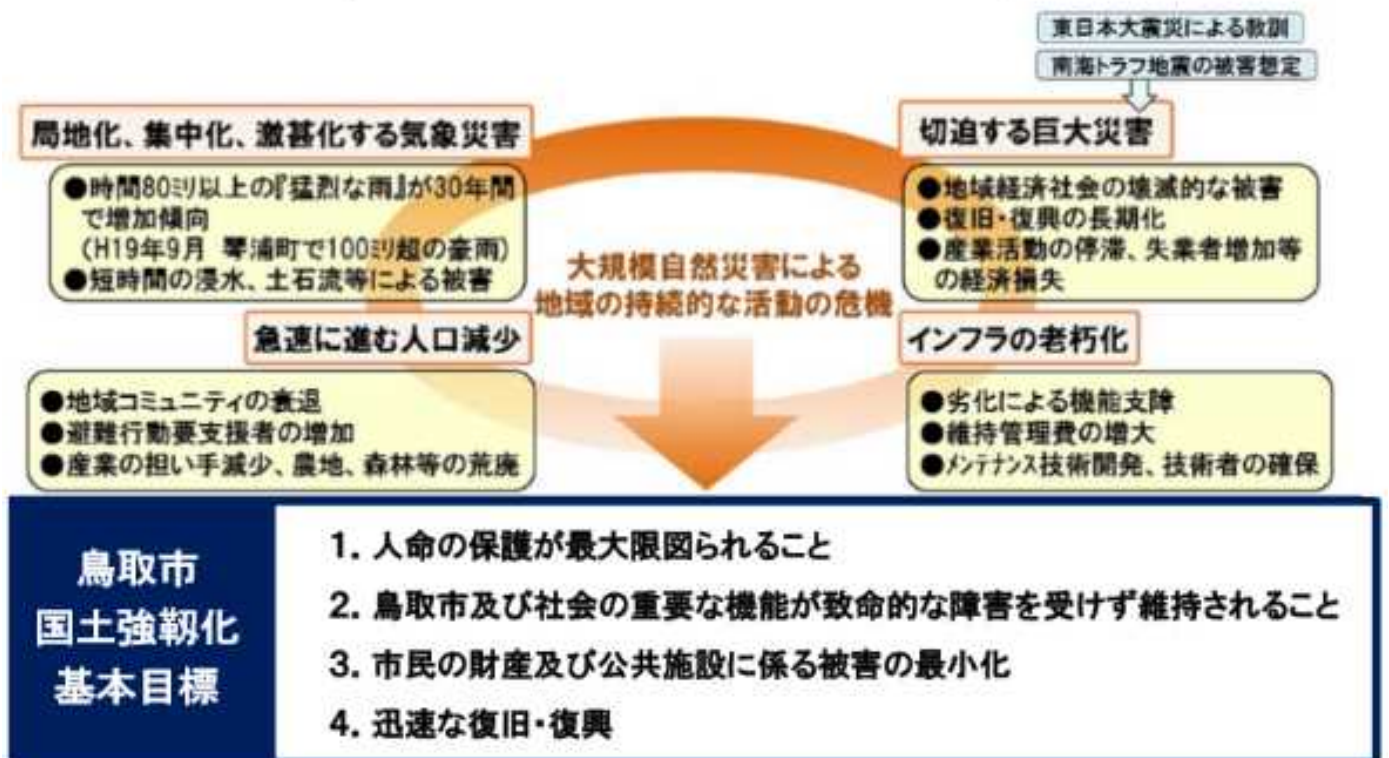 東日本大震災による教訓
南海トラフ地震の被害想定
局地化、集中化、激甚化する気象災害
●時間80ミリ以上の『猛烈な雨』が30年間
で増加傾向
(H19年9月 琴浦町で100ミリ超の豪雨)
●短時間の浸水、土石流等による被害
切迫する巨大災害
●地域経済社会の壊滅的な被害
●復旧・復興の長期化
●産業活動の停滞、失業者増加等
の経済損失
大規模自然災害による
地域の持続的な活動の危機
急速に進む人口減少
●地域コミュニティの衰退
●避難行動要支援者の増加
●産業の担い手減少、農地、森林等の荒廃
インフラの老朽化
●劣化による機能支障
●維持管理費の増大
●メンテナンス技術開発、技術者の確保
鳥取市
国土強靱化
基本目標
1. 人命の保護が最大限図られること
2. 鳥取市及び社会の重要な機能が致命的な障害を受けず維持されること
3. 市民の財産及び公共施設に係る被害の最小化
4. 迅速な復旧・復興